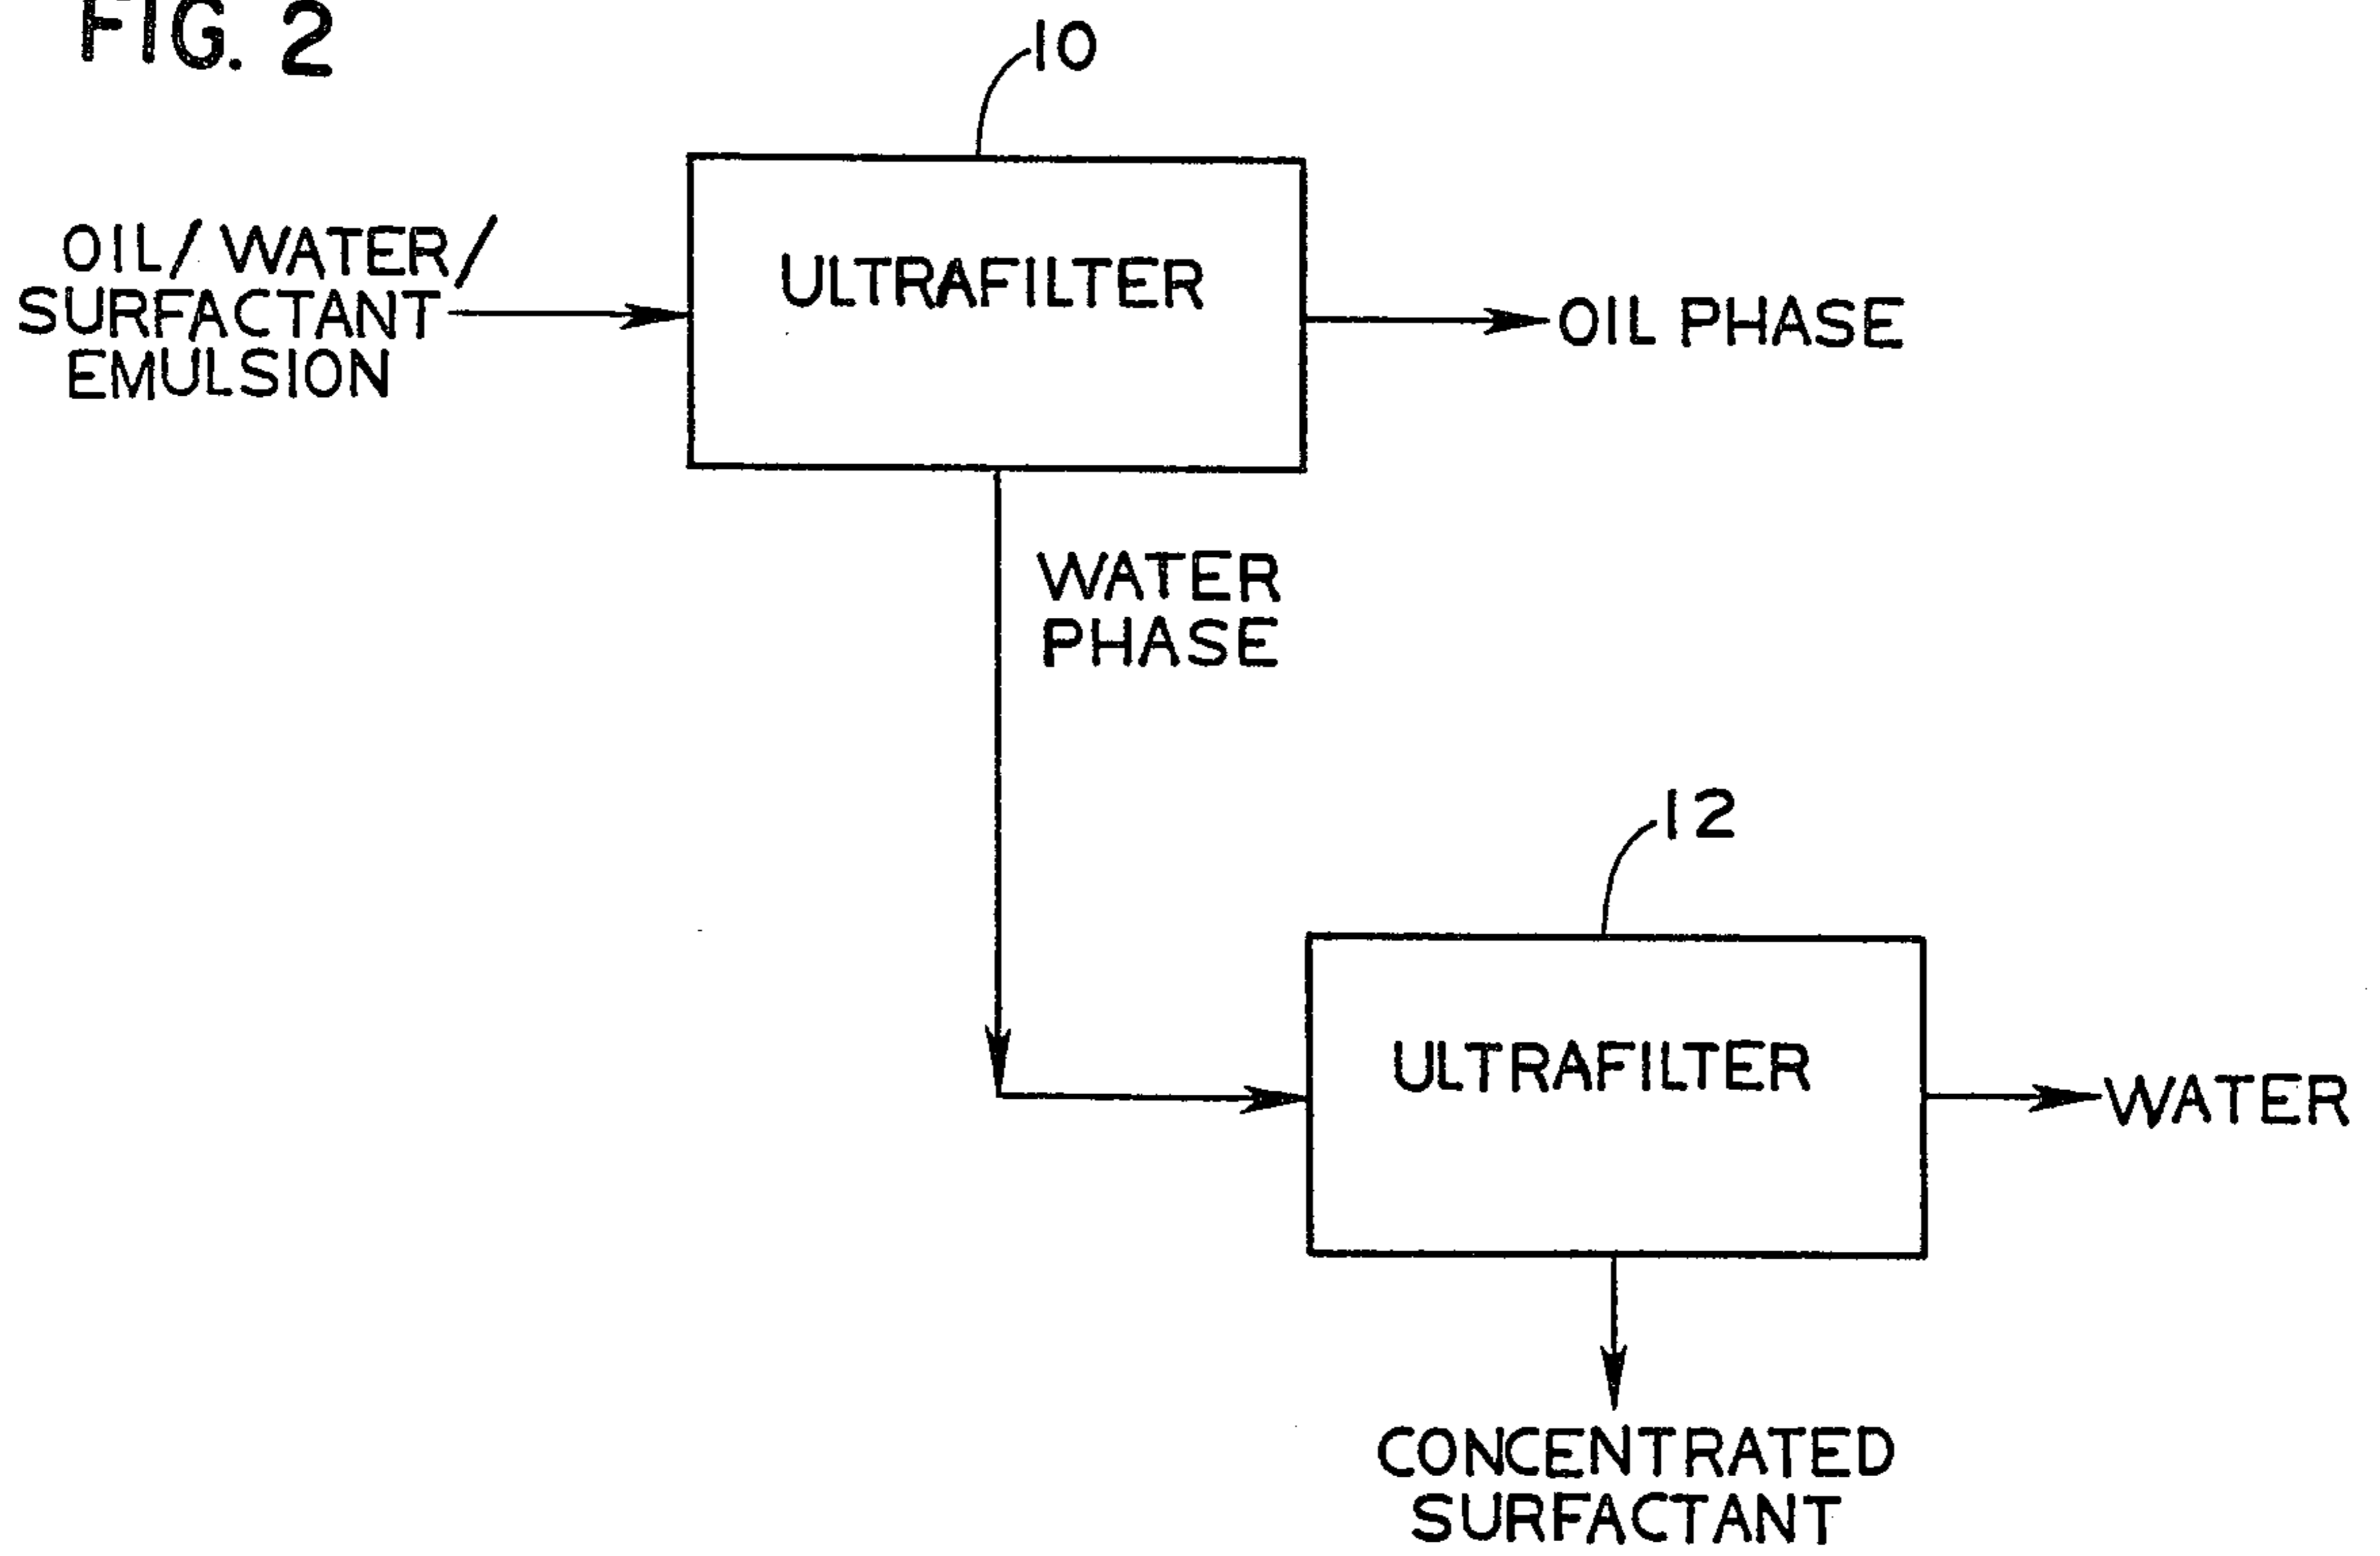 FIG. 2
10
OIL/WATER/
SURFACTANT
EMULSION
ULTRAFILTER
OIL PHASE
WATER
PHASE
12
ULTRAFILTER
WATER
CONCENTRATED
SURFACTANT